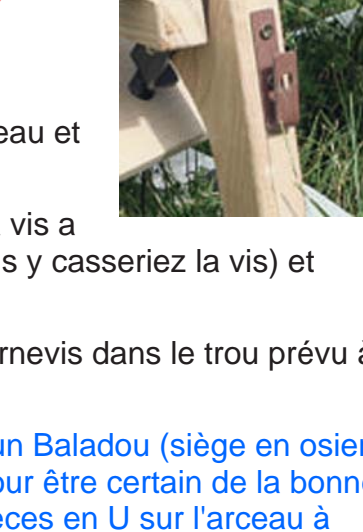 eau et
vis a
s y casseriez la vis) et
rnevis dans le trou prévu à
un Baladou (siège en osier
our être certain de la bonne
èces en U sur l'arceau à